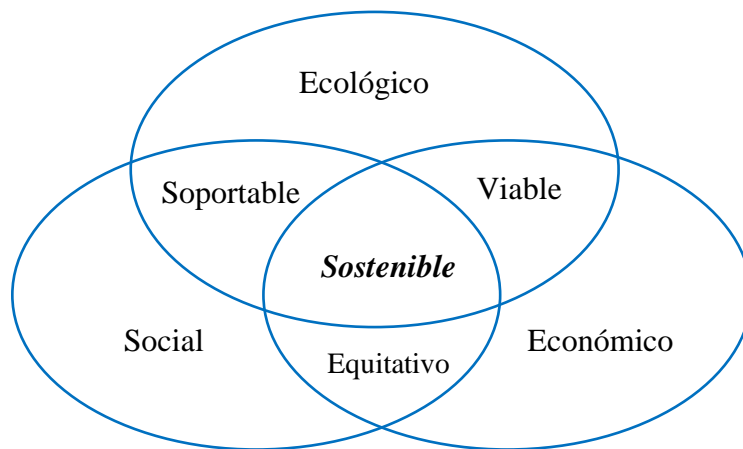 Ecológico
Soportable
Viable
Sostenible
Social
Equitativo
Económico